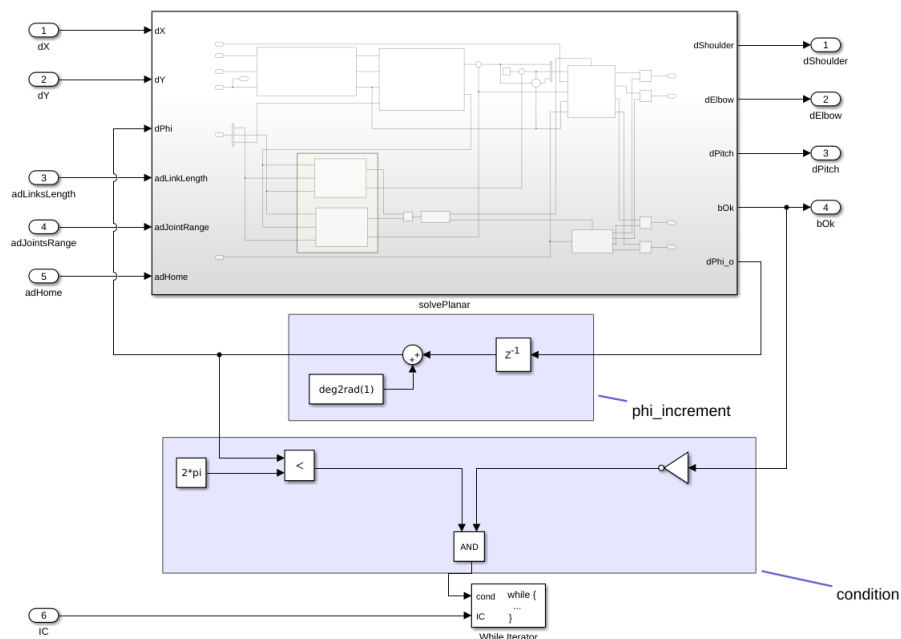 1
dX
2
dY
3
adLinksLength
4
adJointsRange
5
adHome
dX
dY
dPhi
adLinkLength
adJointRange
adHome
dShoulder
dElbow
dPitch
bOk
dPhi_o
1
dShoulder
2
dElbow
3
dPitch
4
bOk
solvePlanar
+
+
Z-1
deg2rad(1)
phi_increment
2*pi
<
AND
condition
cond
while {
...
}
IC
6
IC
While Iterator